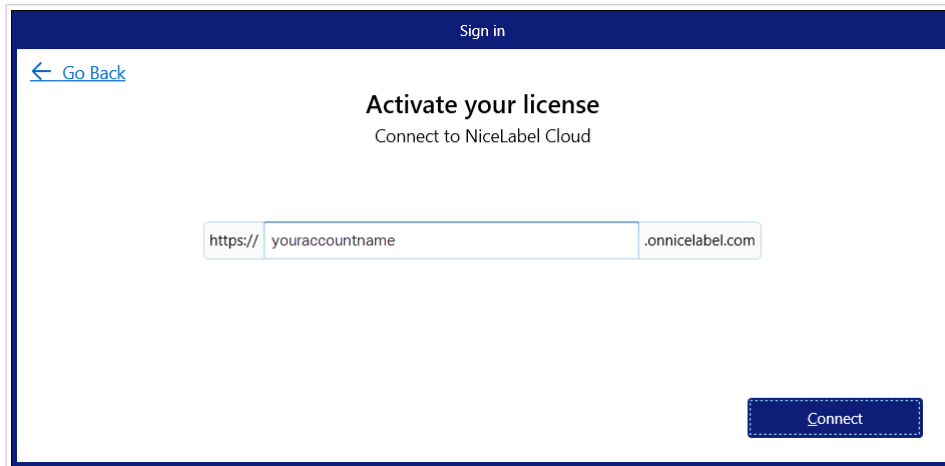 Sign in
← Go Back
Activate your license
Connect to NiceLabel Cloud
https:// youraccountname .onnicelabel.com
Connect